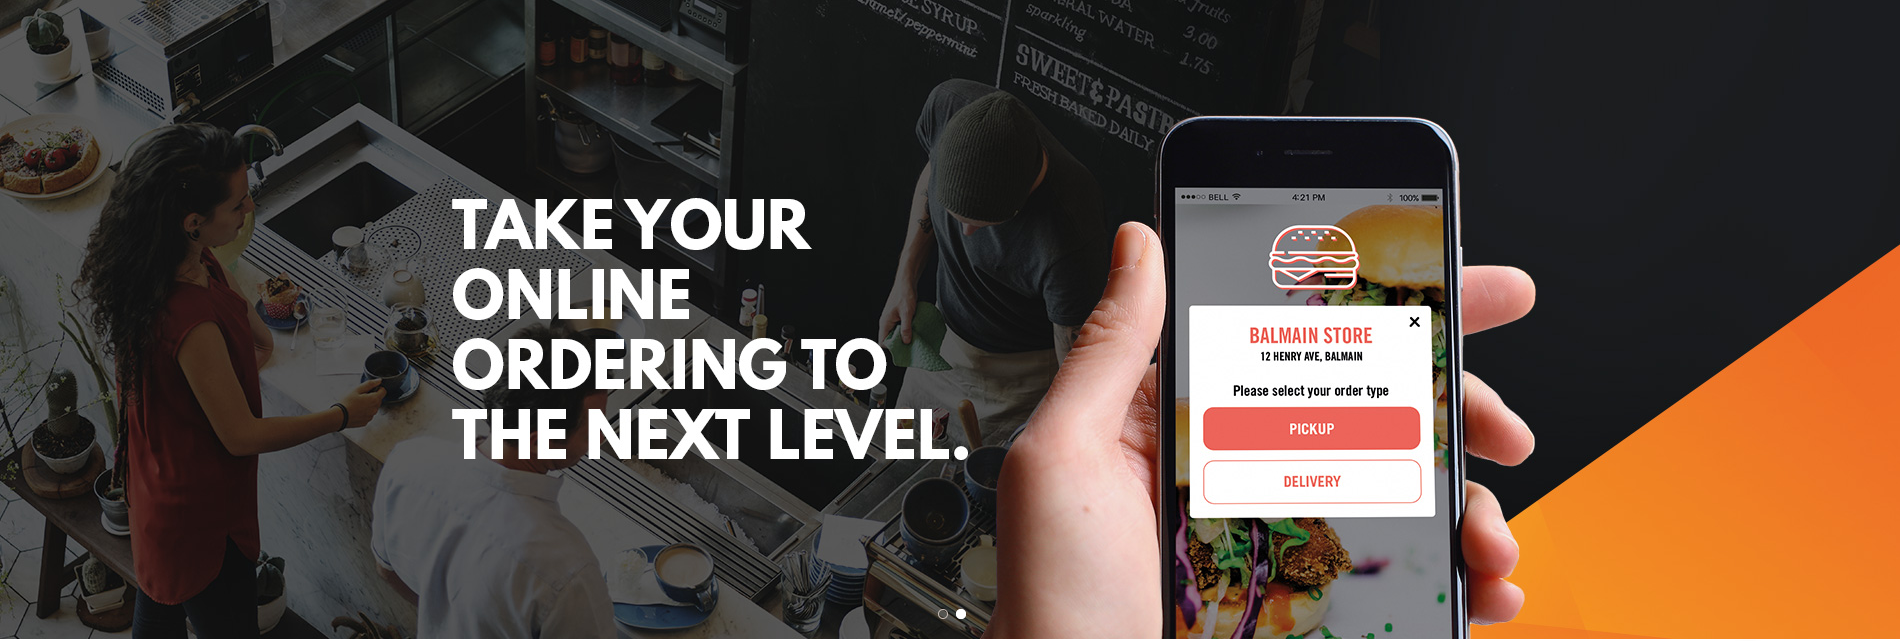 SYRUP
caramel/peppermint
MINERAL WATER - 1.75
sparkling
fruits
3.00
SWEET & PASTR
FRESH BAKED DAILY
TAKE YOUR
ONLINE
ORDERING TO
THE NEXT LEVEL.
BELL 4:21 PM 100%
BALMAIN STORE
12 HENRY AVE, BALMAIN
Please select your order type
PICKUP
DELIVERY